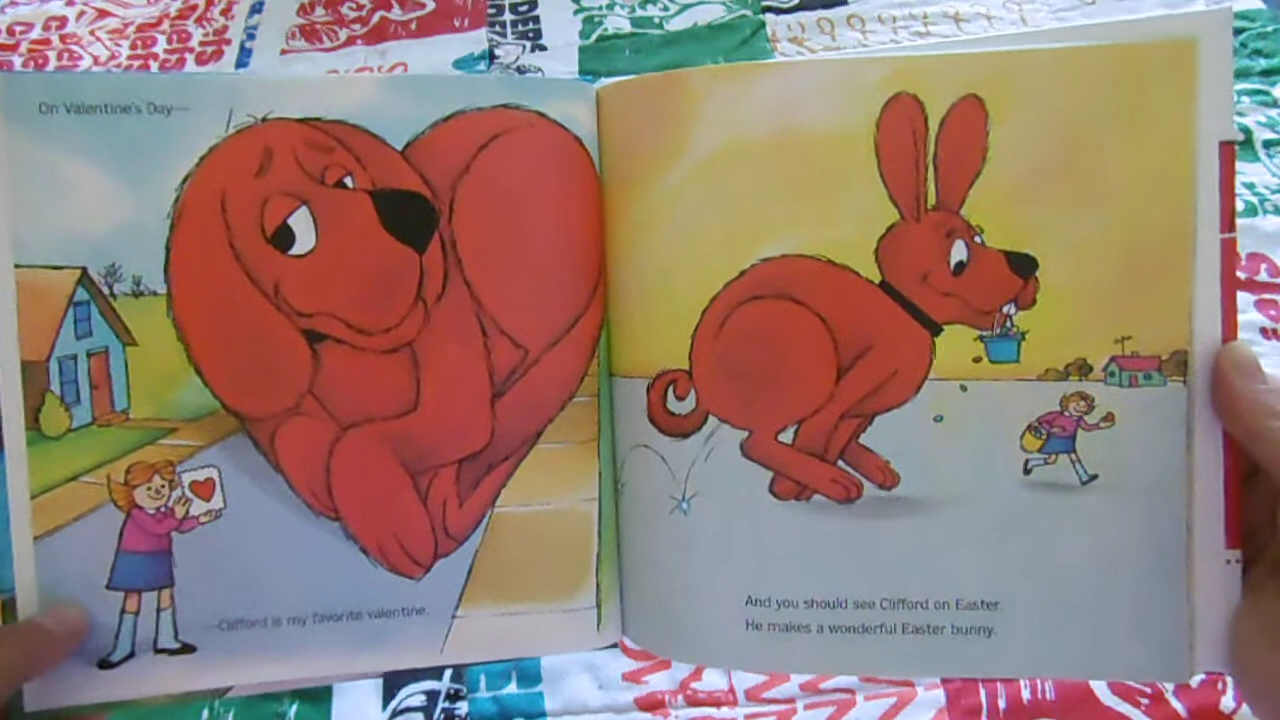 On Valentine's Day—
—Clifford is my favorite valentine.
And you should see Clifford on Easter.
He makes a wonderful Easter bunny.